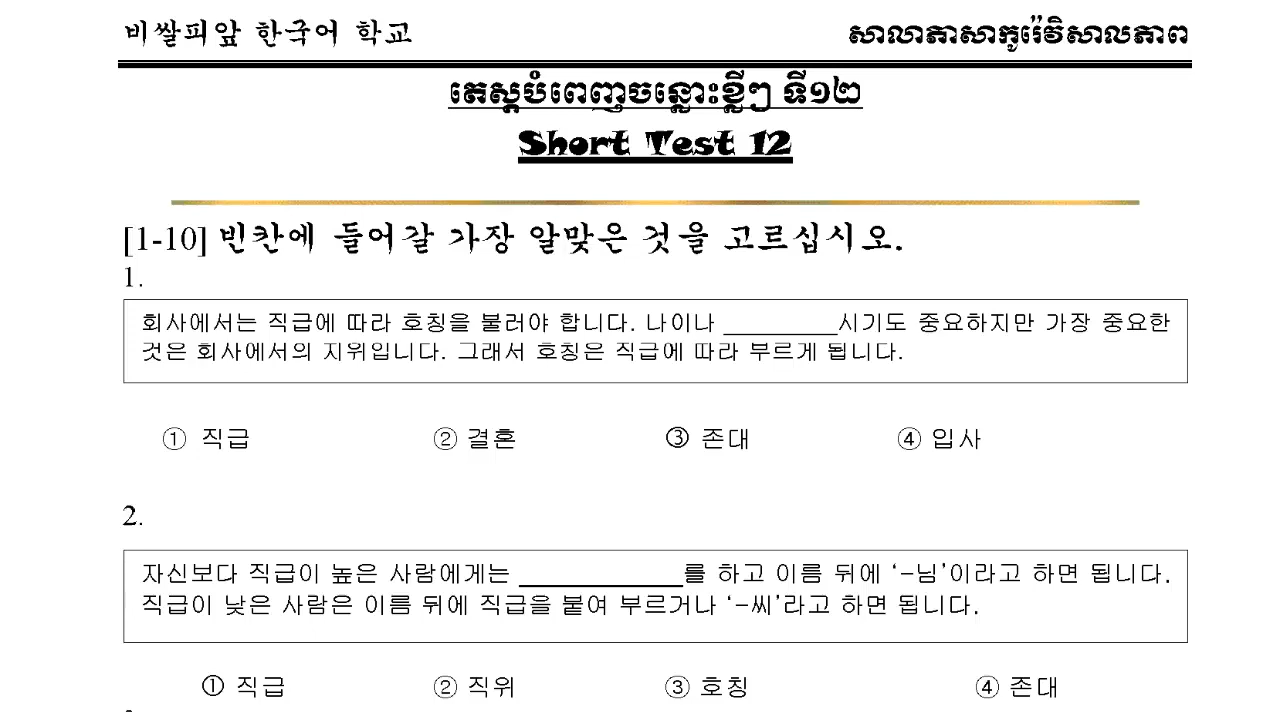 비쌀피앞 한국어 학교 សាលាភាសាកូរ៉េវិសាលភាព
តេស្តបំពេញចន្លោះខ្លីៗ ទី១២
Short Test 12
[1-10] 빈칸에 들어갈 가장 알맞은 것을 고르십시오.
1.
회사에서는 직급에 따라 호칭을 불러야 합니다. 나이나 _________시기도 중요하지만 가장 중요한
것은 회사에서의 지위입니다. 그래서 호칭은 직급에 따라 부르게 됩니다.
① 직급 ② 결혼 ③ 존대 ④ 입사
2.
자신보다 직급이 높은 사람에게는 _____________를 하고 이름 뒤에 ‘-님’이라고 하면 됩니다.
직급이 낮은 사람은 이름 뒤에 직급을 붙여 부르거나 ‘-씨’라고 하면 됩니다.
① 직급 ② 직위 ③ 호칭 ④ 존대